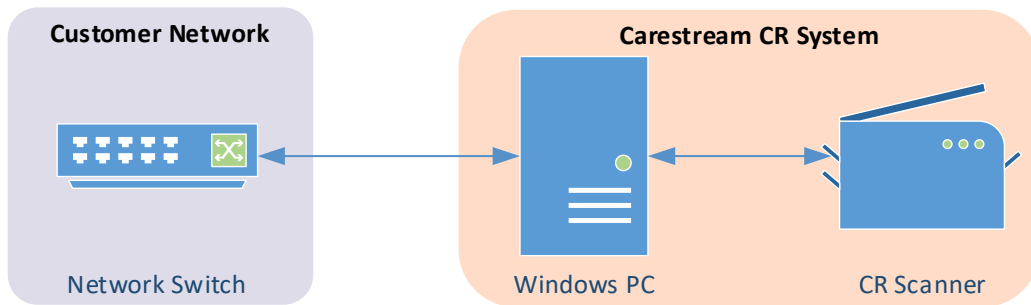 Customer Network
Carestream CR System
Network Switch
Windows PC
CR Scanner